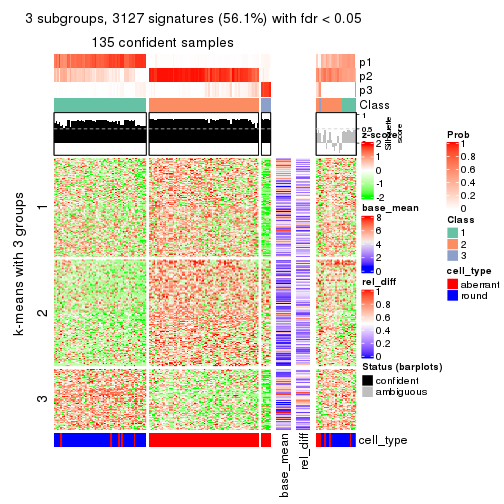 3 subgroups, 3127 signatures (56.1%) with fdr < 0.05
135 confident samples
p1
p2
p3
Class
1
0.5
0
Silhouette
score
k-means with 3 groups
1
2
3
base_mean
rel_diff
cell_type
z-score
2
1
0
-1
-2
base_mean
8
6
4
2
0
rel_diff
1
0.8
0.6
0.4
0.2
0
Status (barplots)
confident
ambiguous
Prob
1
0.8
0.6
0.4
0.2
0
Class
1
2
3
cell_type
aberrant
round